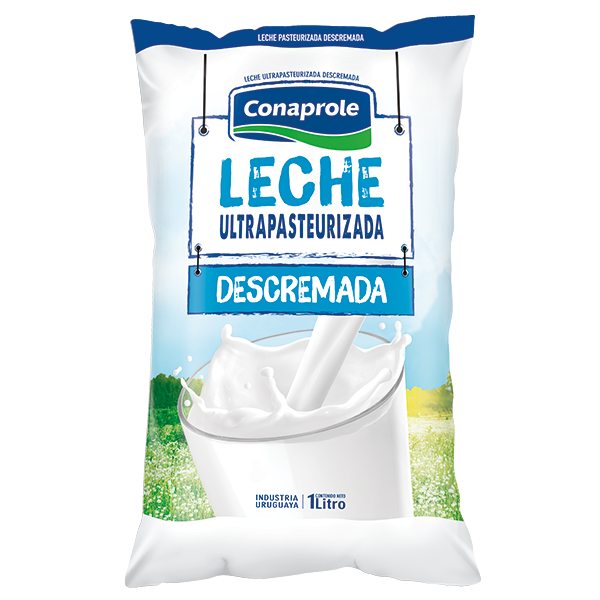 LECHE PASTEURIZADA DESCREMADA
LECHE ULTRAPASTEURIZADA DESCREMADA
Conaprole
LECHE
ULTRAPASTEURIZADA
DESCREMADA
INDUSTRIA
URUGUAYA
CONTENIDO NETO
1Litro